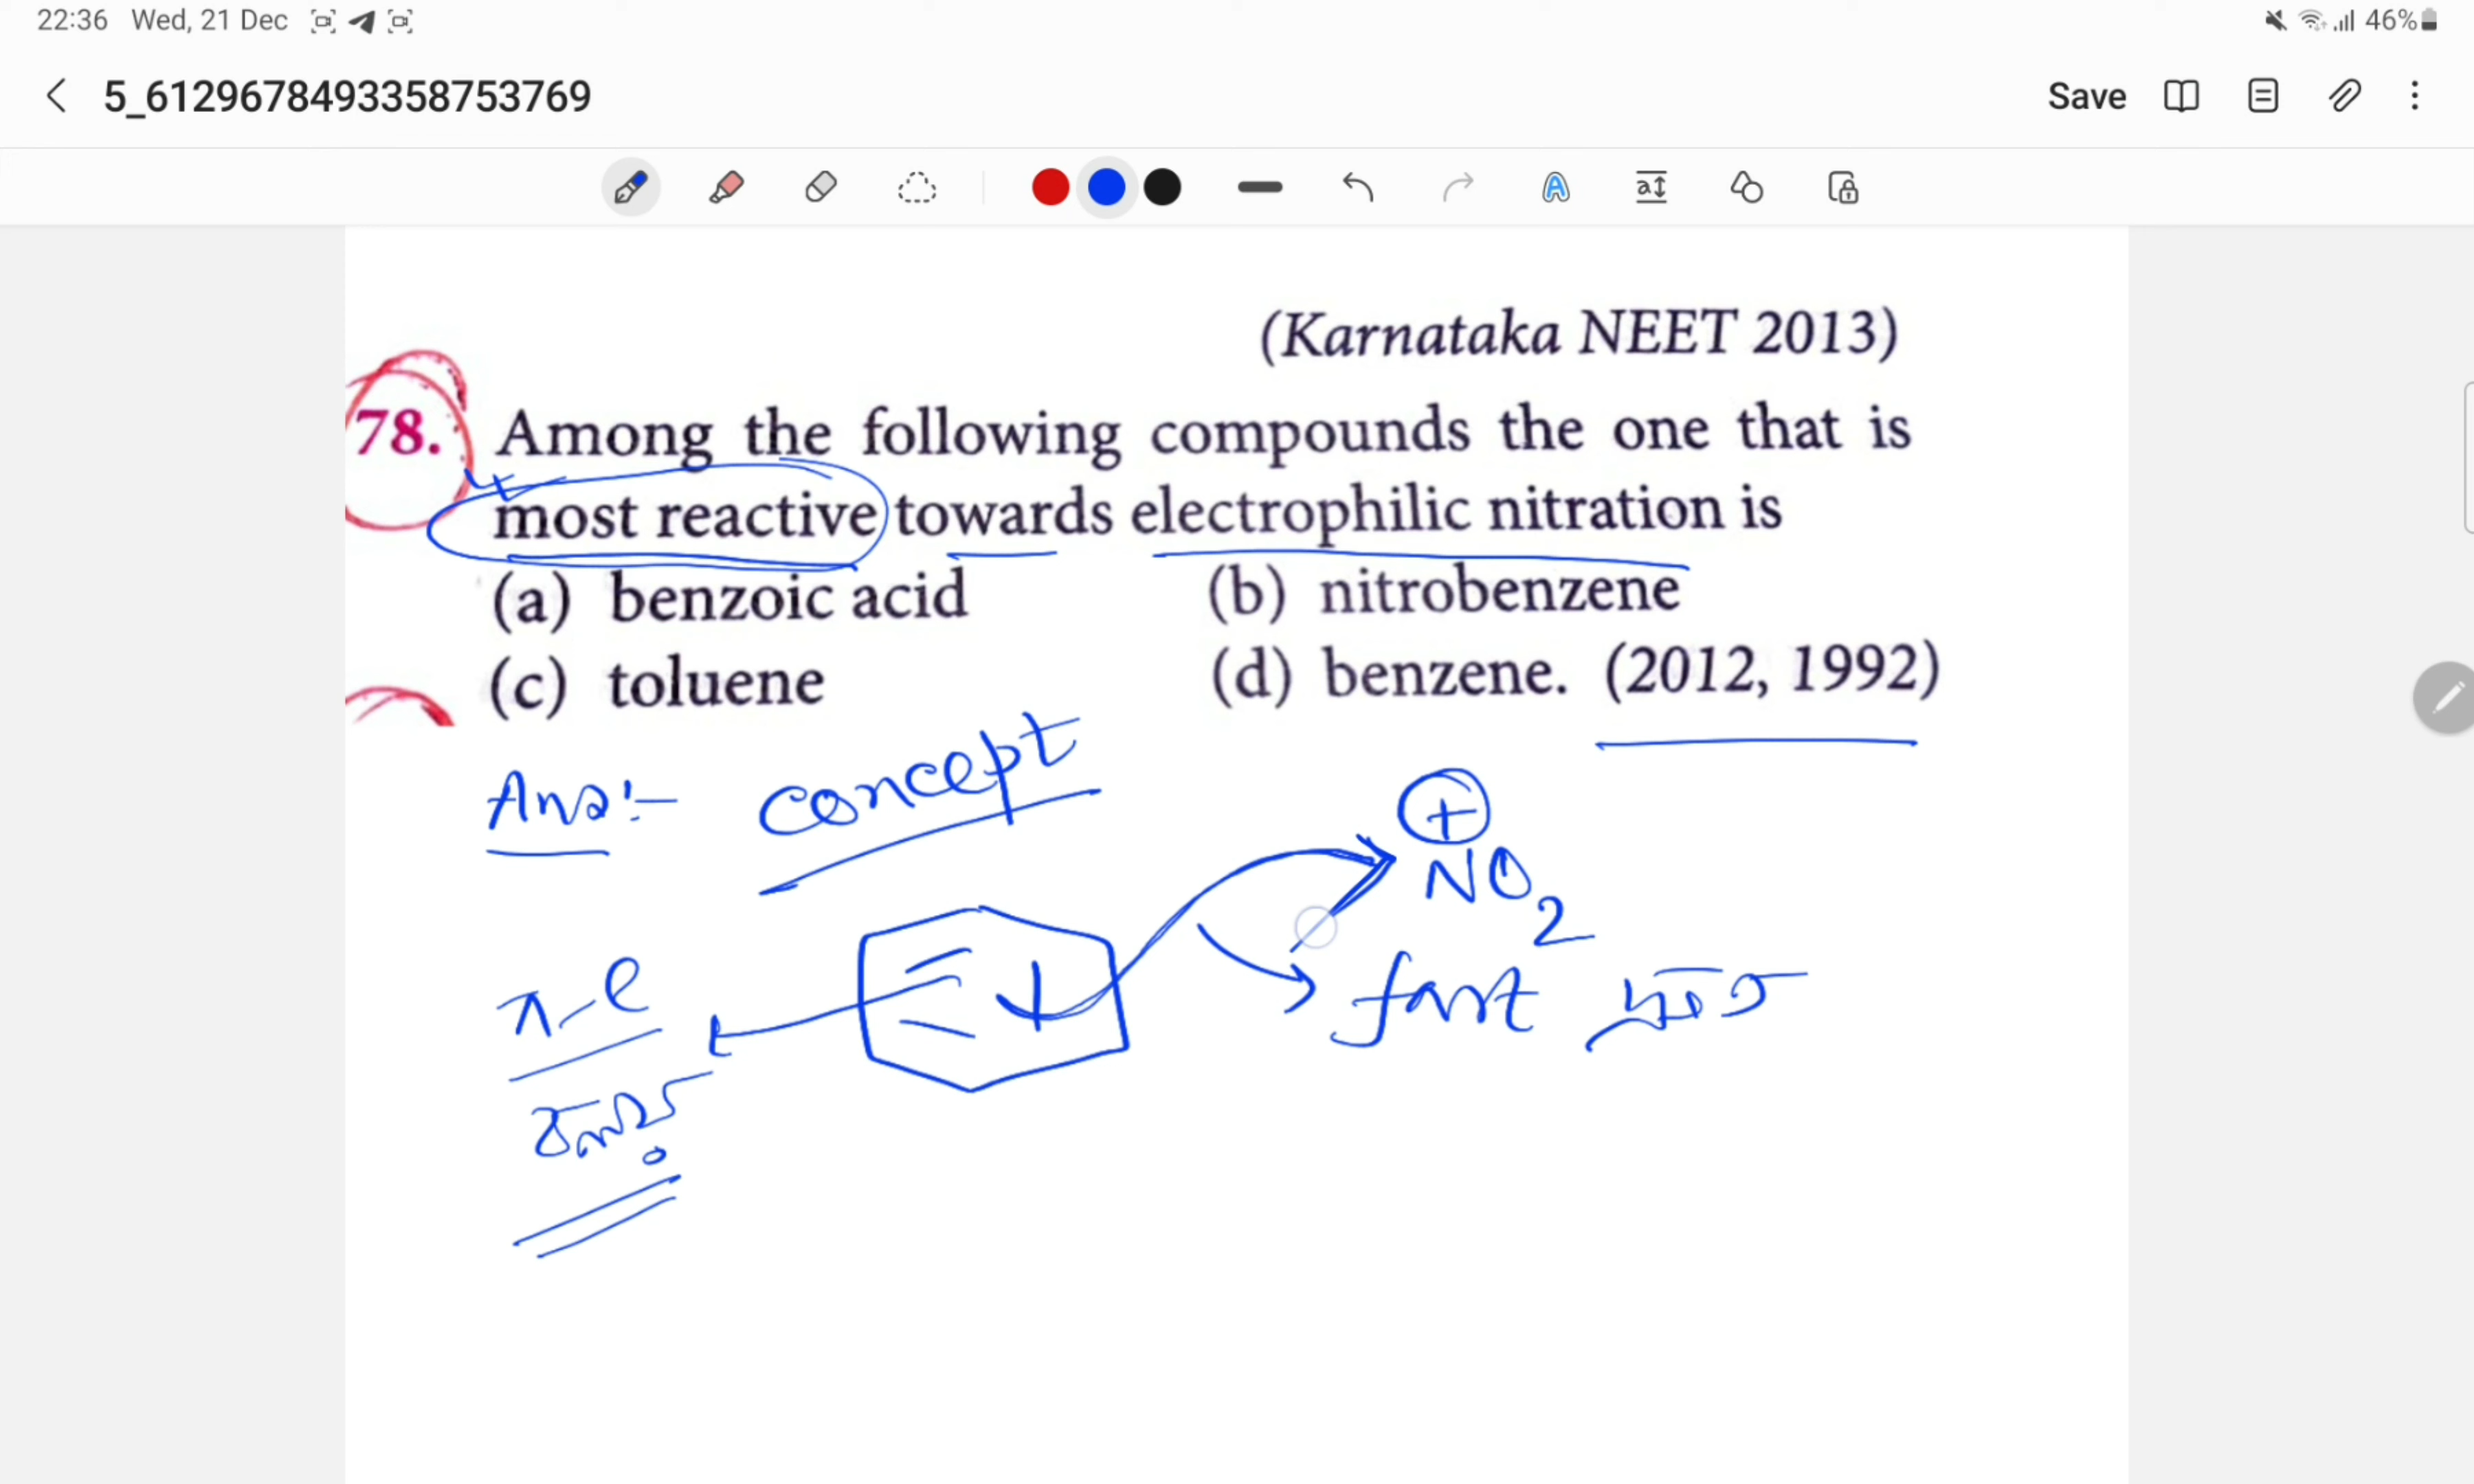 22:36 Wed, 21 Dec 46%
5_6129678493358753769
Save
(Karnataka NEET 2013)
78. Among the following compounds the one that is
most reactive towards electrophilic nitration is
(a) benzoic acid (b) nitrobenzene
(c) toluene (d) benzene. (2012, 1992)
Ans:- concept
⊕
NO2
π-e
fast